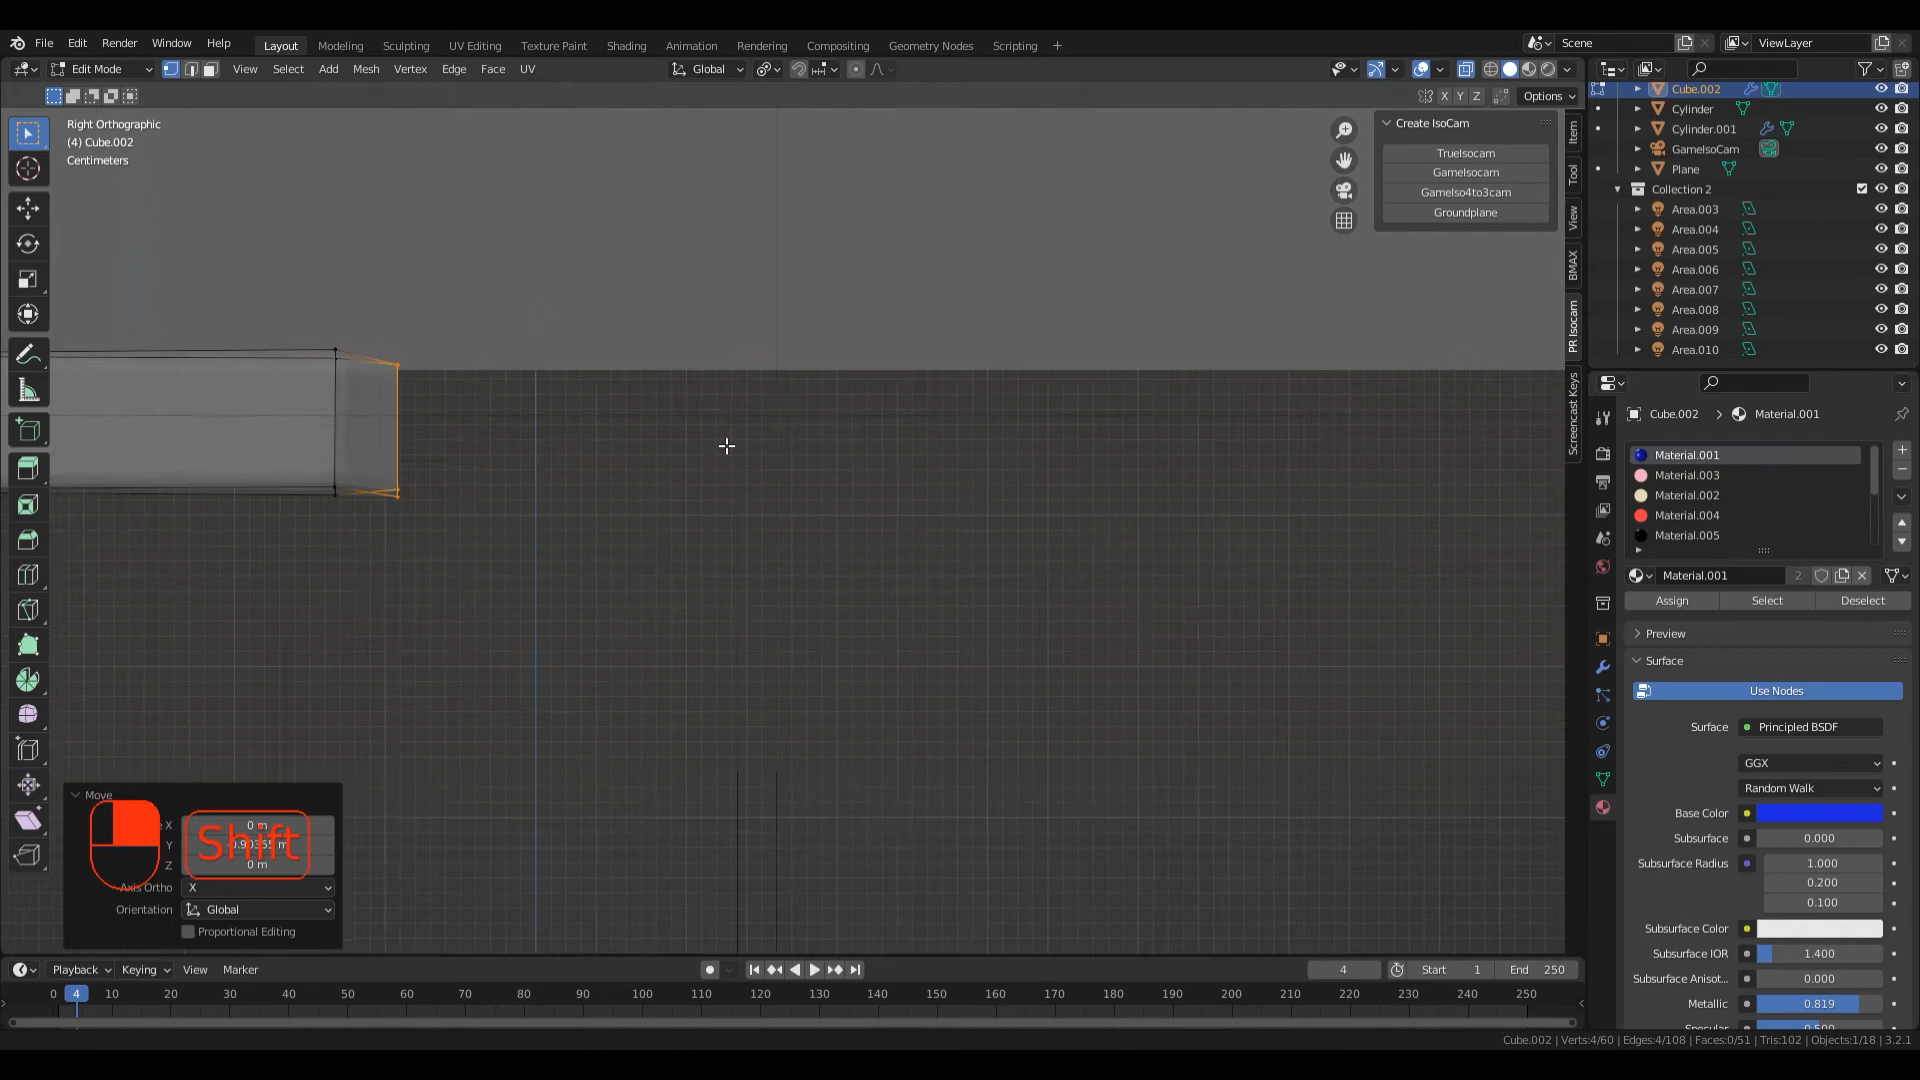 File Edit Render Window Help Layout Modeling Sculpting UV Editing Texture Paint Shading Animation Rendering Compositing Geometry Nodes Scripting + Scene ViewLayer
Edit Mode View Select Add Mesh Vertex Edge Face UV Global
X Y Z Options
Right Orthographic
(4) Cube.002
Centimeters
Create IsoCam
TrueIsocam
GameIsocam
GameIso4to3cam
Groundplane
Item
Tool
View
BMAX
PR Isocam
Screencast Keys
Cube.002
Cylinder
Cylinder.001
GameIsoCam
Plane
Collection 2
Area.003
Area.004
Area.005
Area.006
Area.007
Area.008
Area.009
Area.010
Cube.002 > Material.001
Material.001
Material.003
Material.002
Material.004
Material.005
Material.001 2
Assign Select Deselect
Preview
Surface
Use Nodes
Surface Principled BSDF
GGX
Random Walk
Base Color
Subsurface 0.000
Subsurface Radius 1.000
0.200
0.100
Subsurface Color
Subsurface IOR 1.400
Subsurface Anisot... 0.000
Metallic 0.819
Specular 0.500
Move
X 0 m
Y
Z 0 m
Shift
Axis Ortho X
Orientation Global
Proportional Editing
Playback Keying View Marker 4 Start 1 End 250
0 4 10 20 30 40 50 60 70 80 90 100 110 120 130 140 150 160 170 180 190 200 210 220 230 240 250
Cube.002 | Verts:4/60 | Edges:4/108 | Faces:0/51 | Tris:102 | Objects:1/18 | 3.2.1